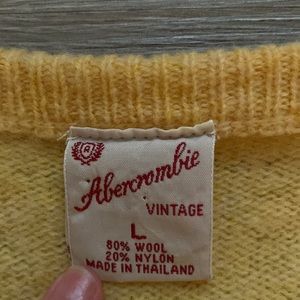 Abercrombie
VINTAGE
L
80% WOOL
20% NYLON
MADE IN THAILAND